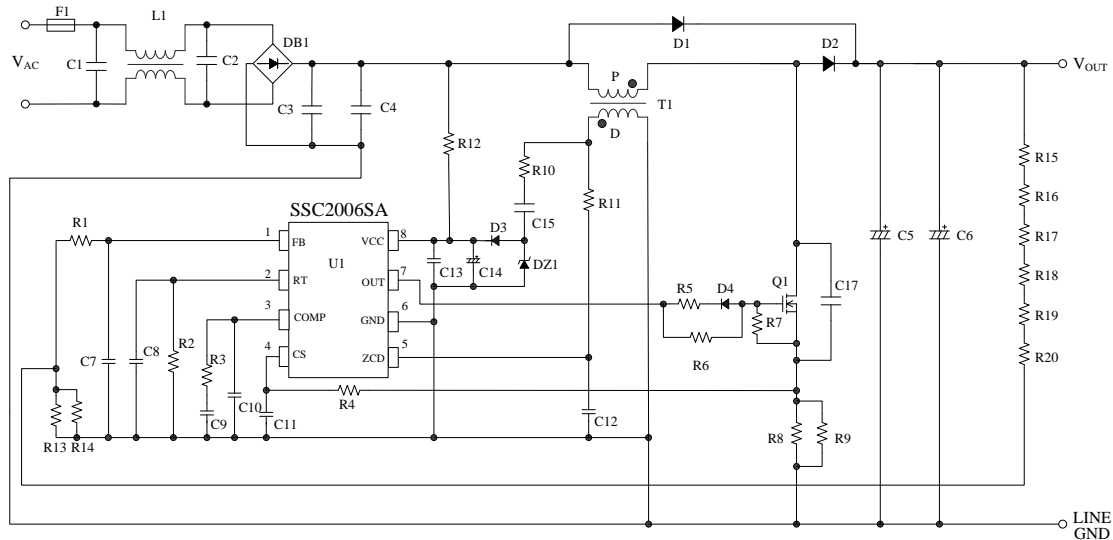 F1
L1
V_AC
C1
C2
DB1
C3
C4
D1
D2
V_OUT
P
T1
D
R12
R10
R11
C15
R15
R16
R17
R18
R19
R20
SSC2006SA
R1
1
FB
VCC
8
D3
U1
C13
C14
DZ1
2
RT
OUT
7
3
COMP
GND
6
4
CS
ZCD
5
R5
D4
Q1
C17
R7
R6
C5
C6
C7
C8
R2
R3
R4
C10
C9
C11
C12
R13
R14
R8
R9
LINE
GND